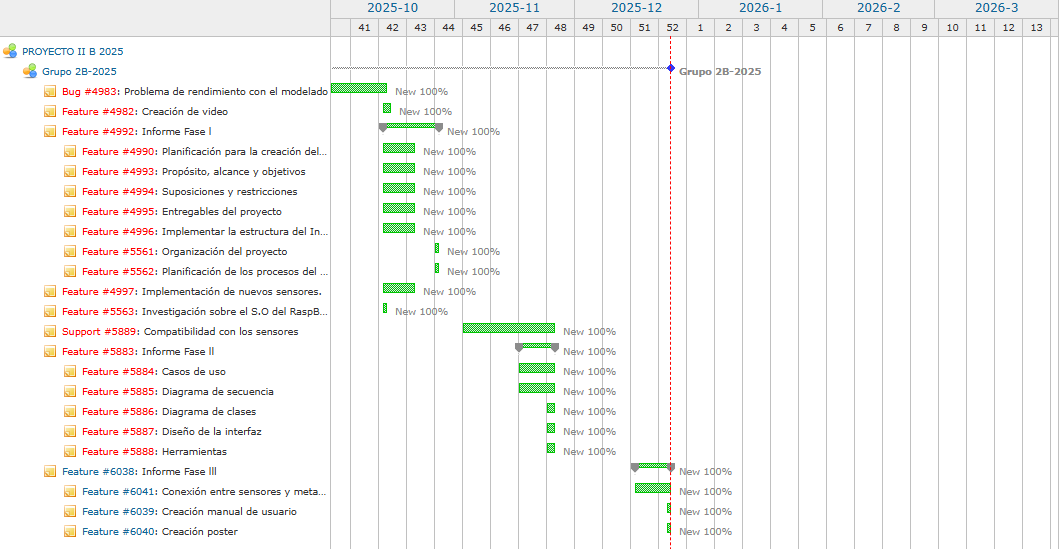 2025-10 2025-11 2025-12 2026-1 2026-2 2026-3
41 42 43 44 45 46 47 48 49 50 51 52 1 2 3 4 5 6 7 8 9 10 11 12 13
PROYECTO II B 2025
Grupo 2B-2025 Grupo 2B-2025
Bug #4983: Problema de rendimiento con el modelado New 100%
Feature #4982: Creación de video New 100%
Feature #4992: Informe Fase l New 100%
Feature #4990: Planificación para la creación del... New 100%
Feature #4993: Propósito, alcance y objetivos New 100%
Feature #4994: Suposiciones y restricciones New 100%
Feature #4995: Entregables del proyecto New 100%
Feature #4996: Implementar la estructura del In... New 100%
Feature #5561: Organización del proyecto New 100%
Feature #5562: Planificación de los procesos del ... New 100%
Feature #4997: Implementación de nuevos sensores. New 100%
Feature #5563: Investigación sobre el S.O del RaspB... New 100%
Support #5889: Compatibilidad con los sensores New 100%
Feature #5883: Informe Fase ll New 100%
Feature #5884: Casos de uso New 100%
Feature #5885: Diagrama de secuencia New 100%
Feature #5886: Diagrama de clases New 100%
Feature #5887: Diseño de la interfaz New 100%
Feature #5888: Herramientas New 100%
Feature #6038: Informe Fase lll New 100%
Feature #6041: Conexión entre sensores y meta... New 100%
Feature #6039: Creación manual de usuario New 100%
Feature #6040: Creación poster New 100%